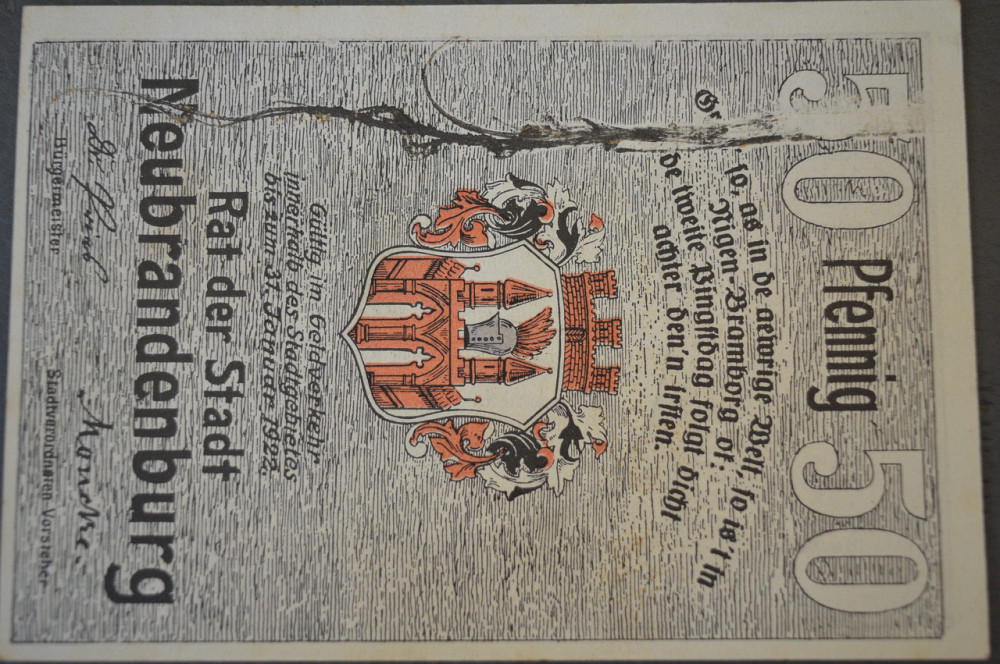 50 Pfennig 50
jo, as in de aewrige Welt, so is't in
Nigen-Bramborg ok:
de tweite Pingstdag folgt dicht
achter den'n irsten.
Gültig im Geldverkehr
innerhalb des Stadtgebietes
bis zum 31. Januar 1922.
Rat der Stadt
Neubrandenburg
Bürgermeister
Stadtverordneten Vorsteher